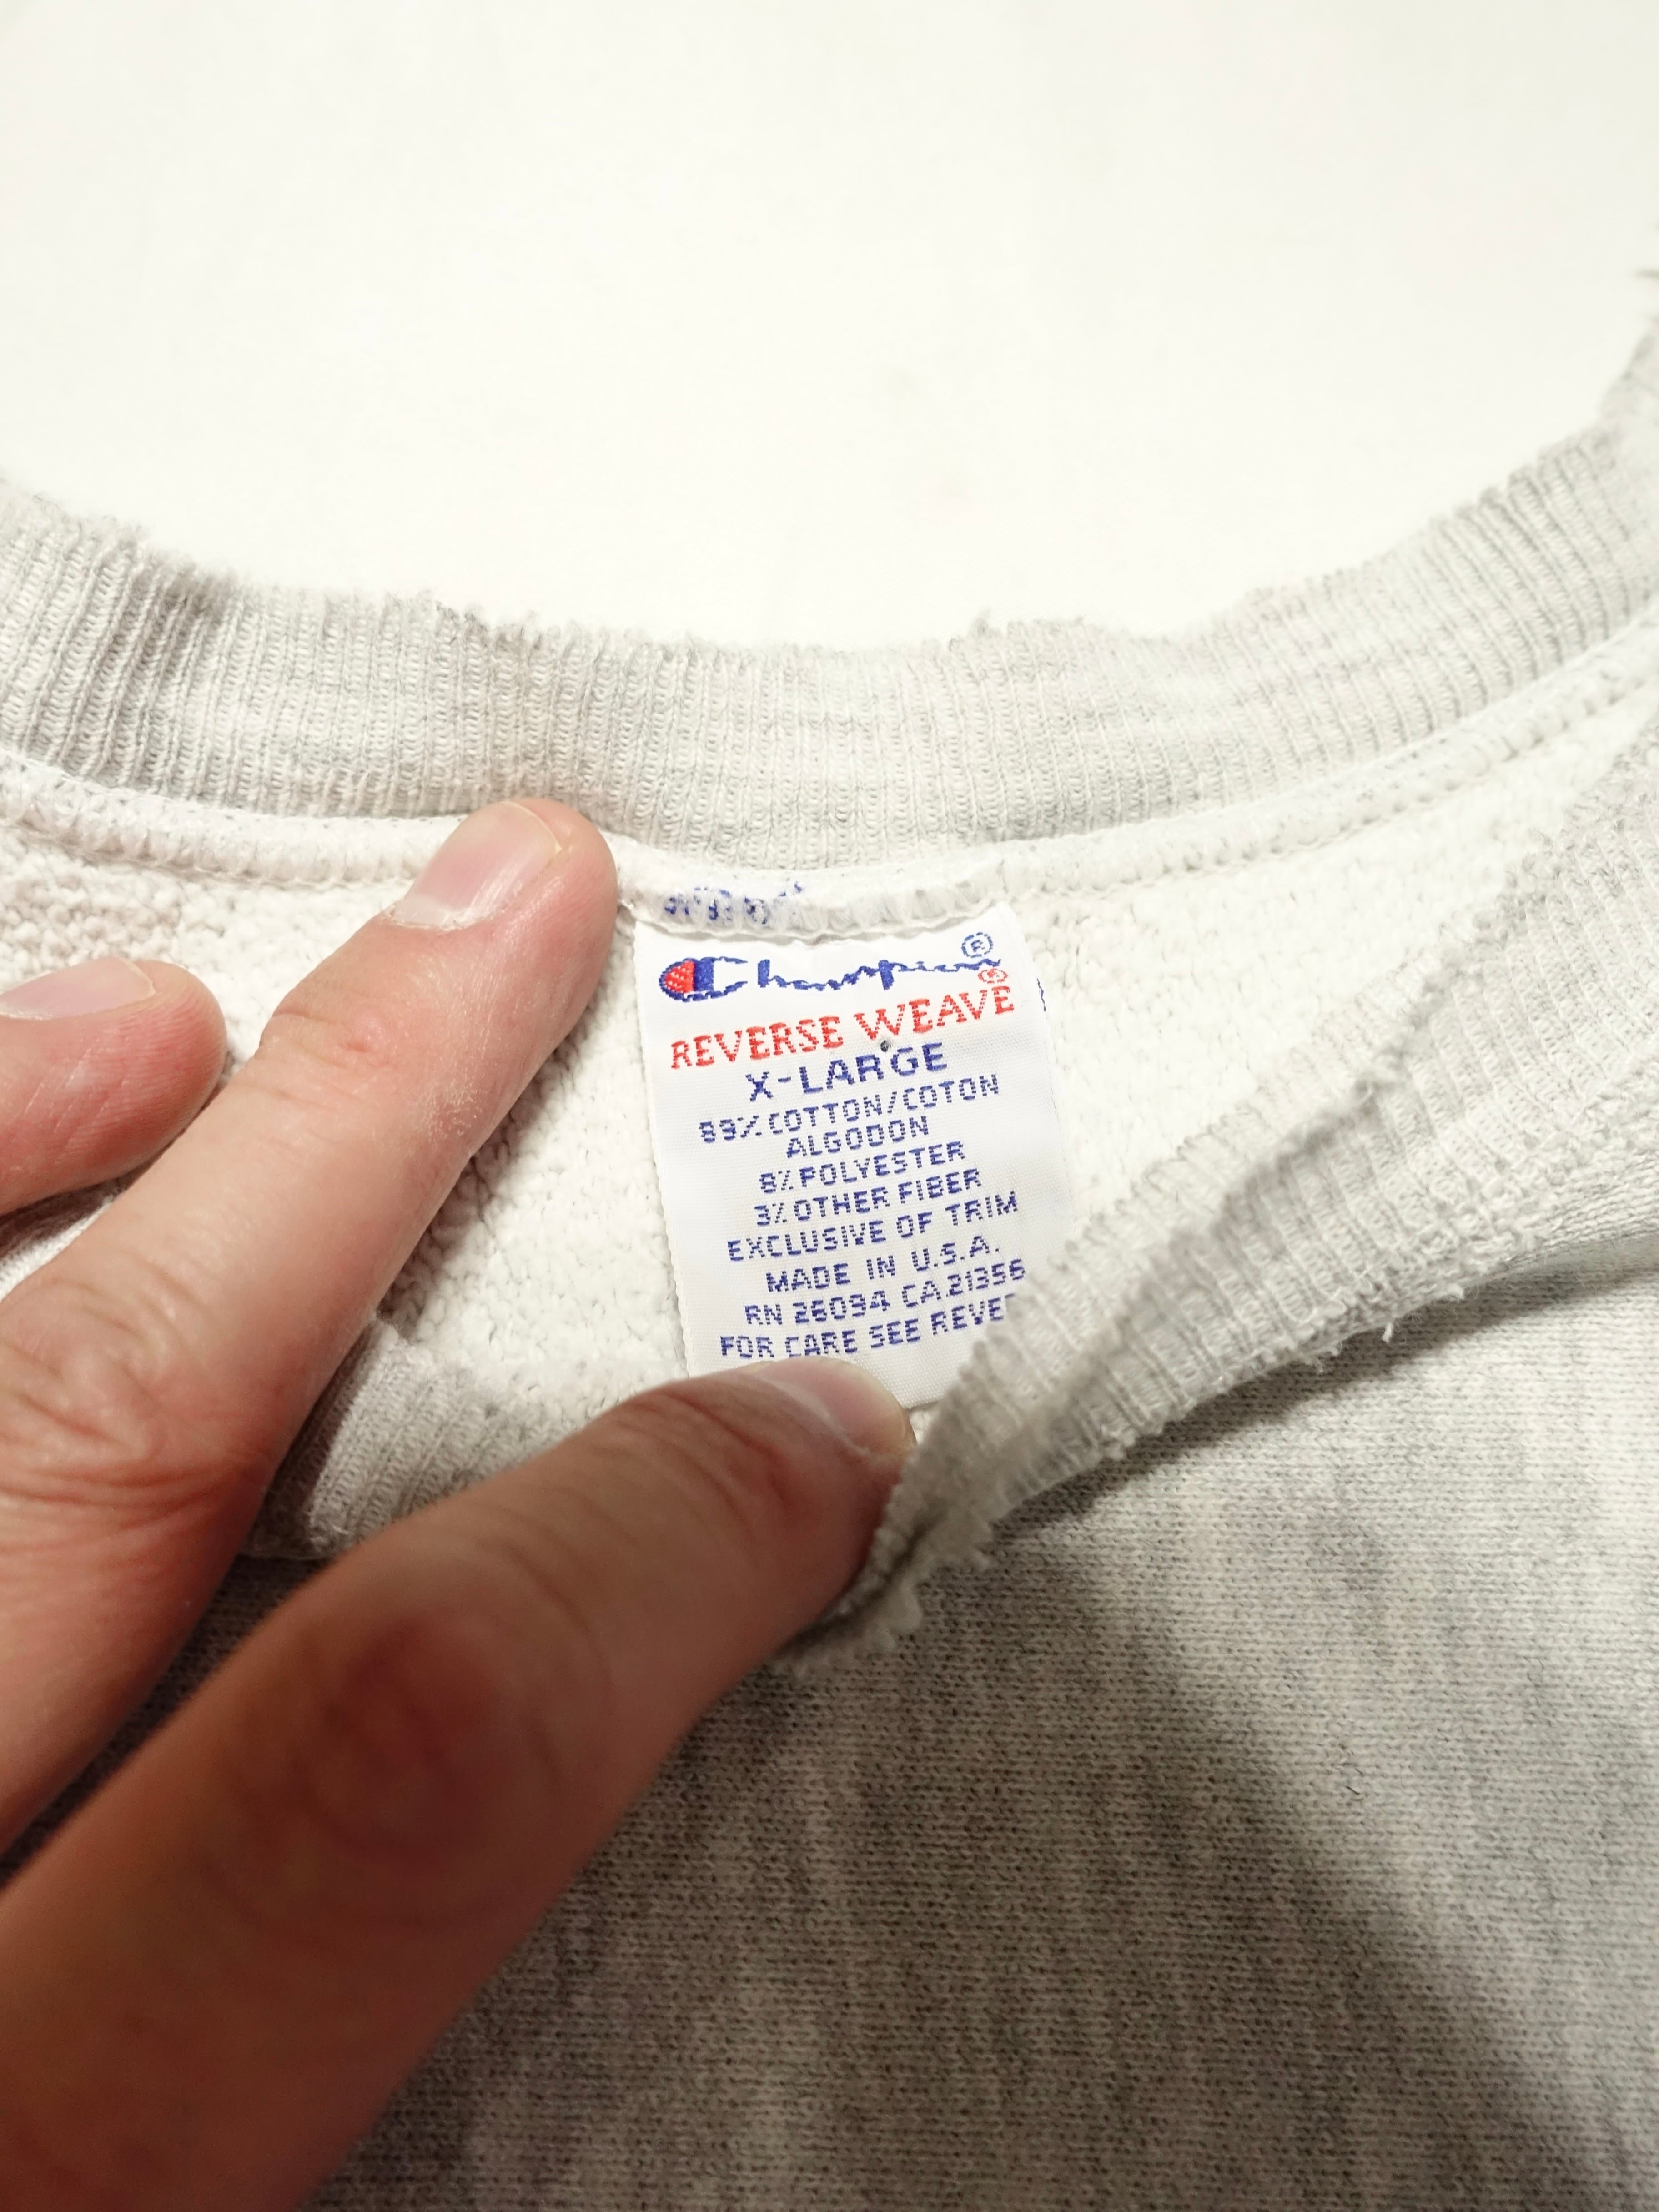 Champion®
REVERSE WEAVE®
X-LARGE
89% COTTON/COTON
ALGODON
8% POLYESTER
3% OTHER FIBER
EXCLUSIVE OF TRIM
MADE IN U.S.A.
RN 26094 CA.21356
FOR CARE SEE REVE